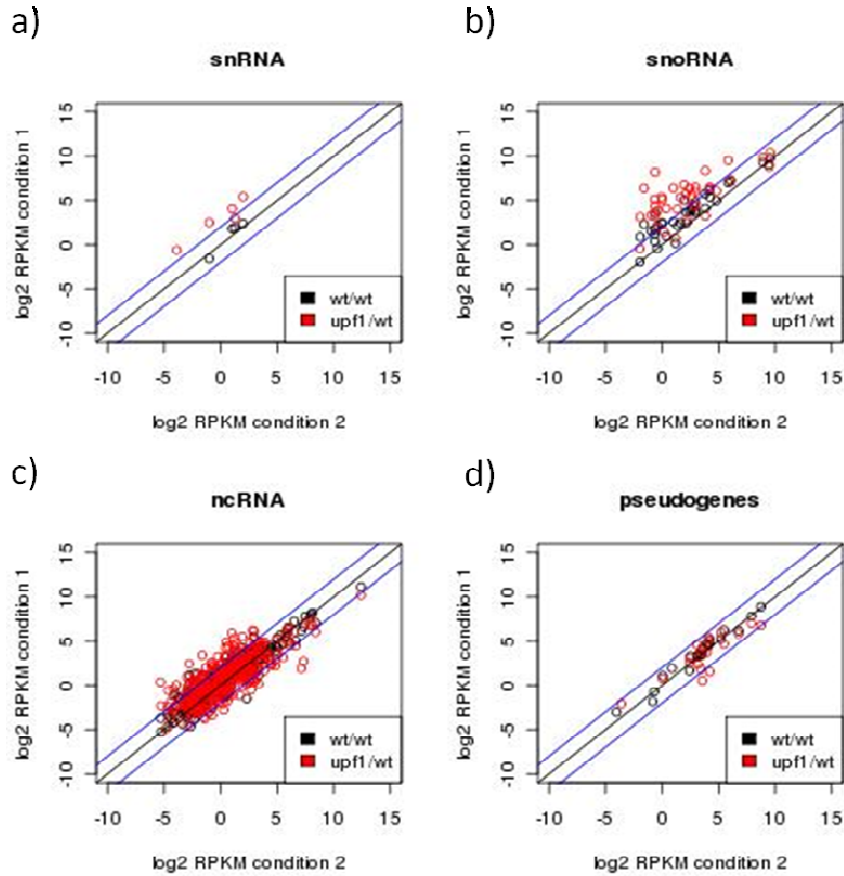 a)
snRNA
log2 RPKM condition 1
15
10
5
0
-5
-10
wt/wt
upf1/wt
-10 -5 0 5 10 15
log2 RPKM condition 2
b)
snoRNA
log2 RPKM condition 1
15
10
5
0
-5
-10
wt/wt
upf1/wt
-10 -5 0 5 10 15
log2 RPKM condition 2
c)
ncRNA
log2 RPKM condition 1
15
10
5
0
-5
-10
wt/wt
upf1/wt
-10 -5 0 5 10 15
log2 RPKM condition 2
d)
pseudogenes
log2 RPKM condition 1
15
10
5
0
-5
-10
wt/wt
upf1/wt
-10 -5 0 5 10 15
log2 RPKM condition 2